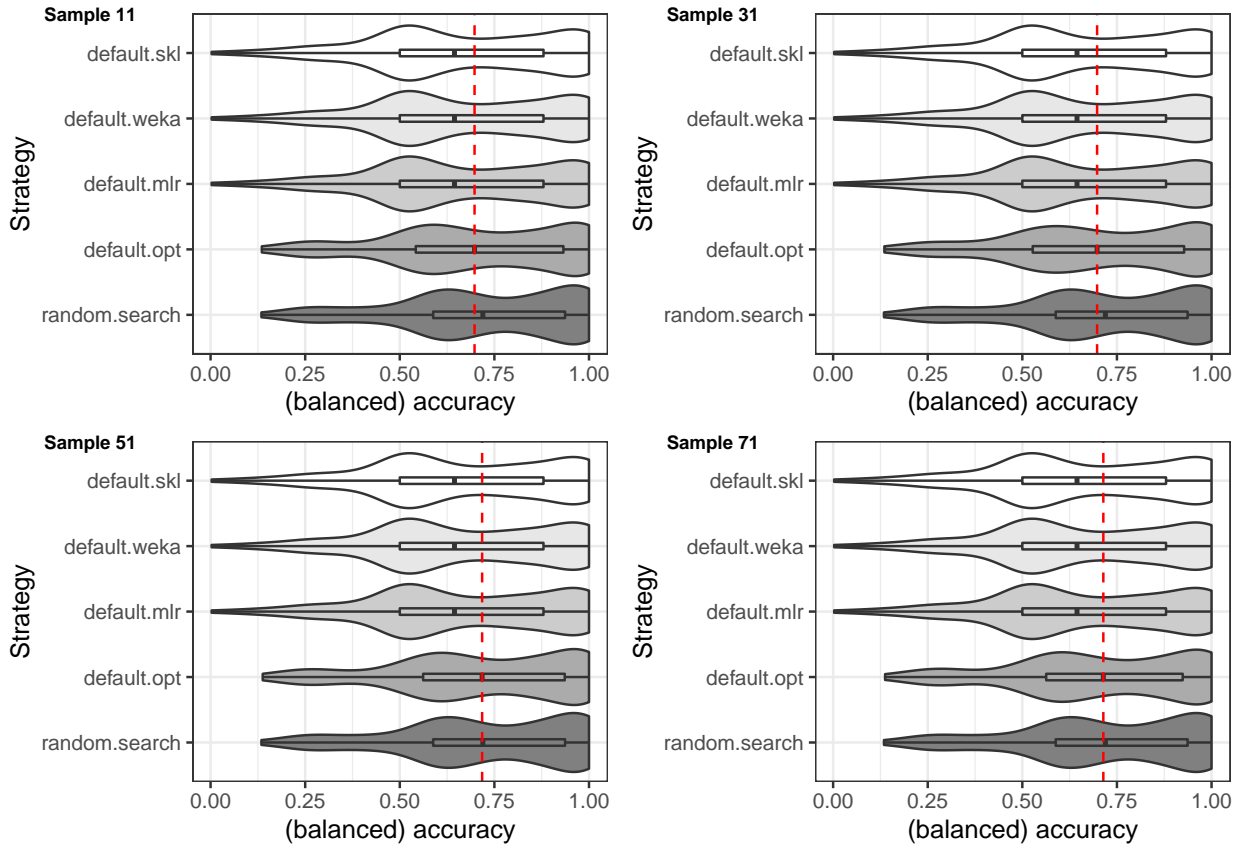 Sample 11
Strategy
default.skl
default.weka
default.mlr
default.opt
random.search
0.00 0.25 0.50 0.75 1.00
(balanced) accuracy
Sample 31
Strategy
default.skl
default.weka
default.mlr
default.opt
random.search
0.00 0.25 0.50 0.75 1.00
(balanced) accuracy
Sample 51
Strategy
default.skl
default.weka
default.mlr
default.opt
random.search
0.00 0.25 0.50 0.75 1.00
(balanced) accuracy
Sample 71
Strategy
default.skl
default.weka
default.mlr
default.opt
random.search
0.00 0.25 0.50 0.75 1.00
(balanced) accuracy